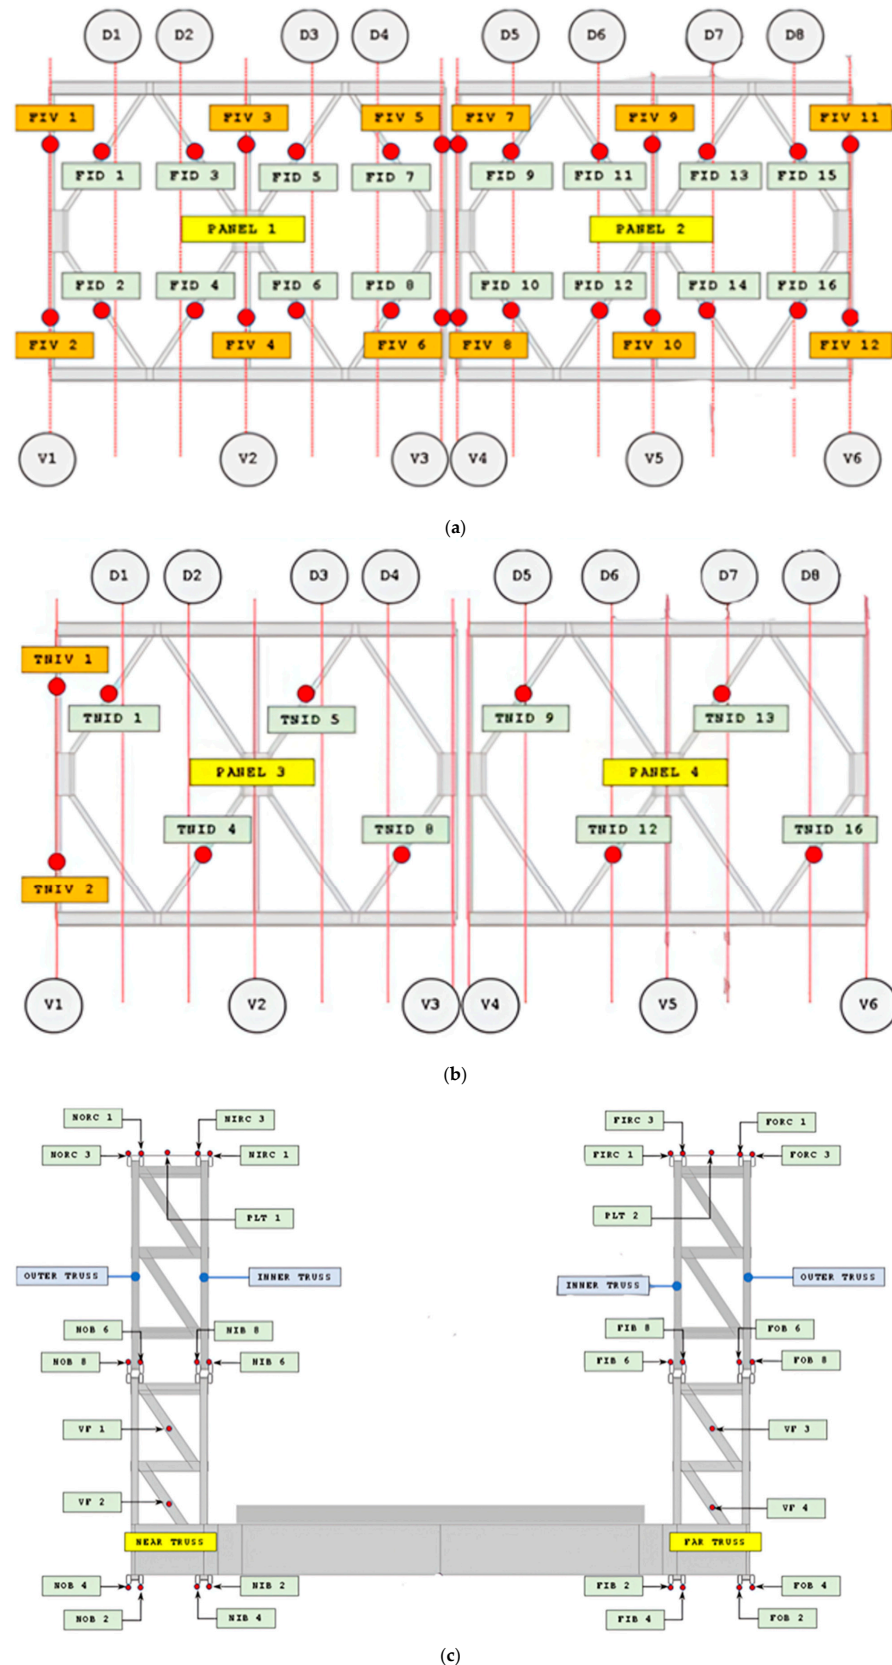 D1 D2 D3 D4 D5 D6 D7 D8
FIV 1 FIV 3 FIV 5 FIV 7 FIV 9 FIV 11
FID 1 FID 3 FID 5 FID 7 FID 9 FID 11 FID 13 FID 15
PANEL 1 PANEL 2
FID 2 FID 4 FID 6 FID 8 FID 10 FID 12 FID 14 FID 16
FIV 2 FIV 4 FIV 6 FIV 8 FIV 10 FIV 12
V1 V2 V3 V4 V5 V6
(a)
D1 D2 D3 D4 D5 D6 D7 D8
TNIV 1
TNID 1 TNID 5 TNID 9 TNID 13
PANEL 3 PANEL 4
TNID 4 TNID 8 TNID 12 TNID 16
TNIV 2
V1 V2 V3 V4 V5 V6
(b)
NORC 1 NIRC 3 FIRC 3 FORC 1
NORC 3 NIRC 1 FIRC 1 FORC 3
PLT 1 PLT 2
OUTER TRUSS INNER TRUSS INNER TRUSS OUTER TRUSS
NOB 6 NIB 8 FIB 8 FOB 6
NOB 8 NIB 6 FIB 6 FOB 8
VF 1 VF 3
VF 2 VF 4
NEAR TRUSS FAR TRUSS
NOB 4 NIB 2 FIB 2 FOB 4
NOB 2 NIB 4 FIB 4 FOB 2
(c)